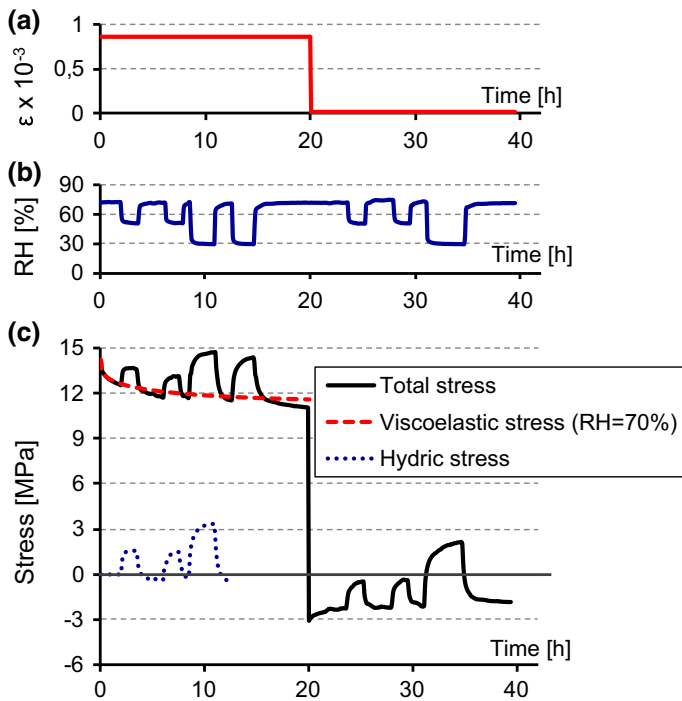 (a)
ε x 10⁻³
1
0,5
0
Time [h]
0 10 20 30 40
(b)
RH [%]
90
60
30
0
Time [h]
0 10 20 30 40
(c)
Stress [MPa]
15
12
9
6
3
0
-3
-6
Total stress
Viscoelastic stress (RH=70%)
Hydric stress
Time [h]
0 10 20 30 40